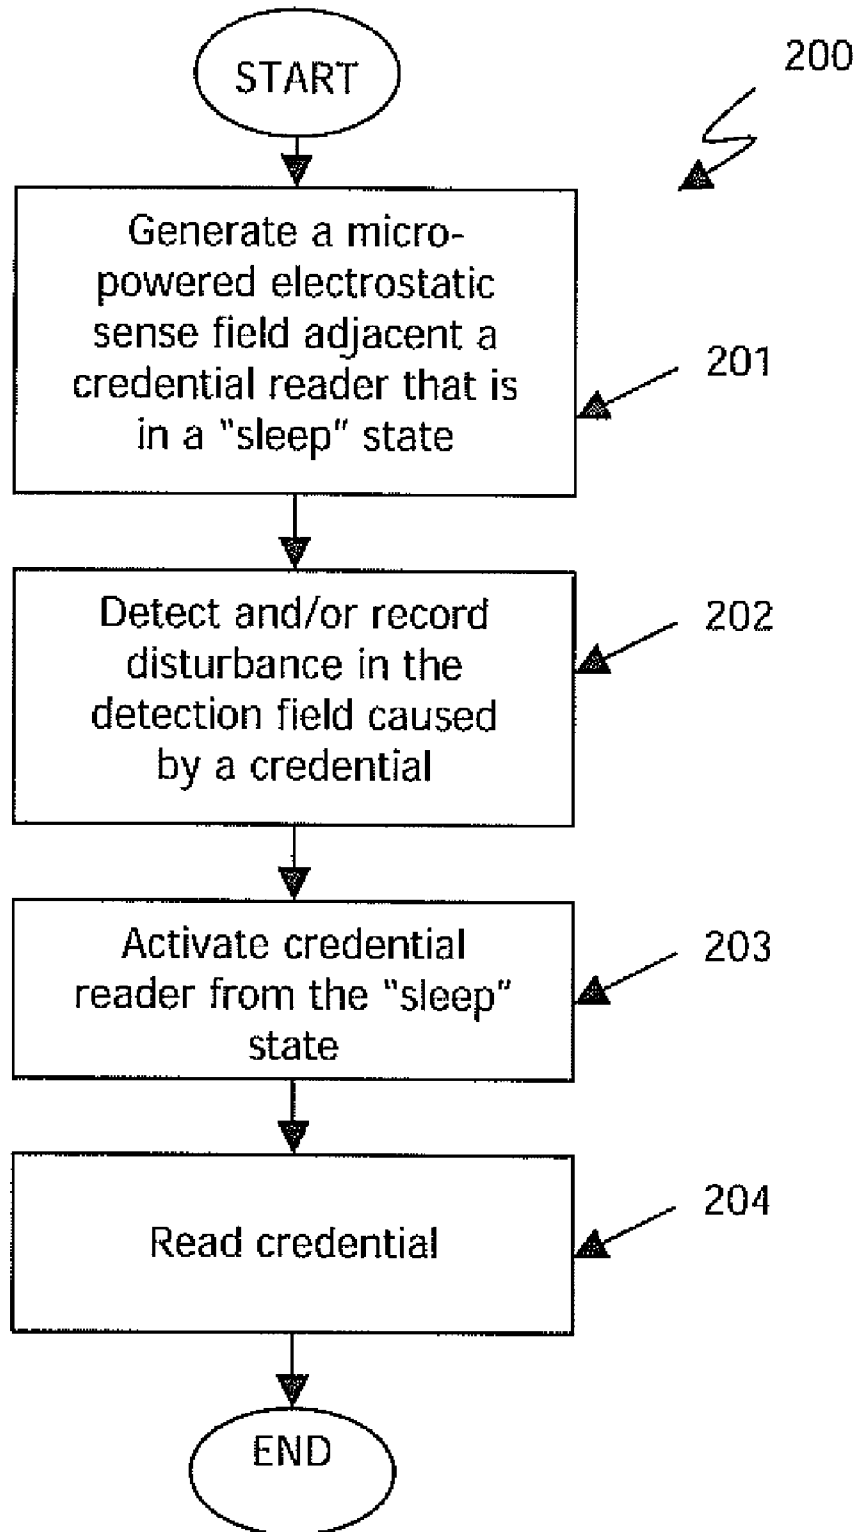 START
200
Generate a micro-
powered electrostatic
sense field adjacent a
credential reader that is
in a "sleep" state
201
Detect and/or record
disturbance in the
detection field caused
by a credential
202
Activate credential
reader from the "sleep"
state
203
Read credential
204
END